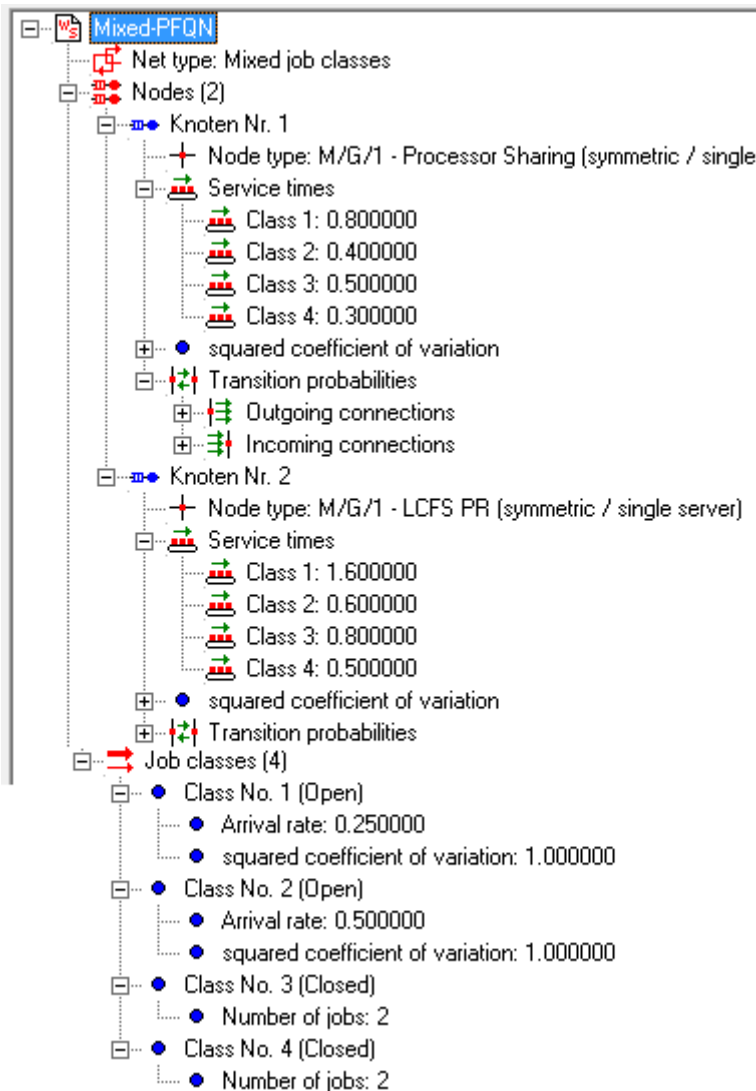 Mixed-PFQN
Net type: Mixed job classes
Nodes (2)
Knoten Nr. 1
Node type: M/G/1 - Processor Sharing (symmetric / single
Service times
Class 1: 0.800000
Class 2: 0.400000
Class 3: 0.500000
Class 4: 0.300000
squared coefficient of variation
Transition probabilities
Outgoing connections
Incoming connections
Knoten Nr. 2
Node type: M/G/1 - LCFS PR (symmetric / single server)
Service times
Class 1: 1.600000
Class 2: 0.600000
Class 3: 0.800000
Class 4: 0.500000
squared coefficient of variation
Transition probabilities
Job classes (4)
Class No. 1 (Open)
Arrival rate: 0.250000
squared coefficient of variation: 1.000000
Class No. 2 (Open)
Arrival rate: 0.500000
squared coefficient of variation: 1.000000
Class No. 3 (Closed)
Number of jobs: 2
Class No. 4 (Closed)
Number of jobs: 2